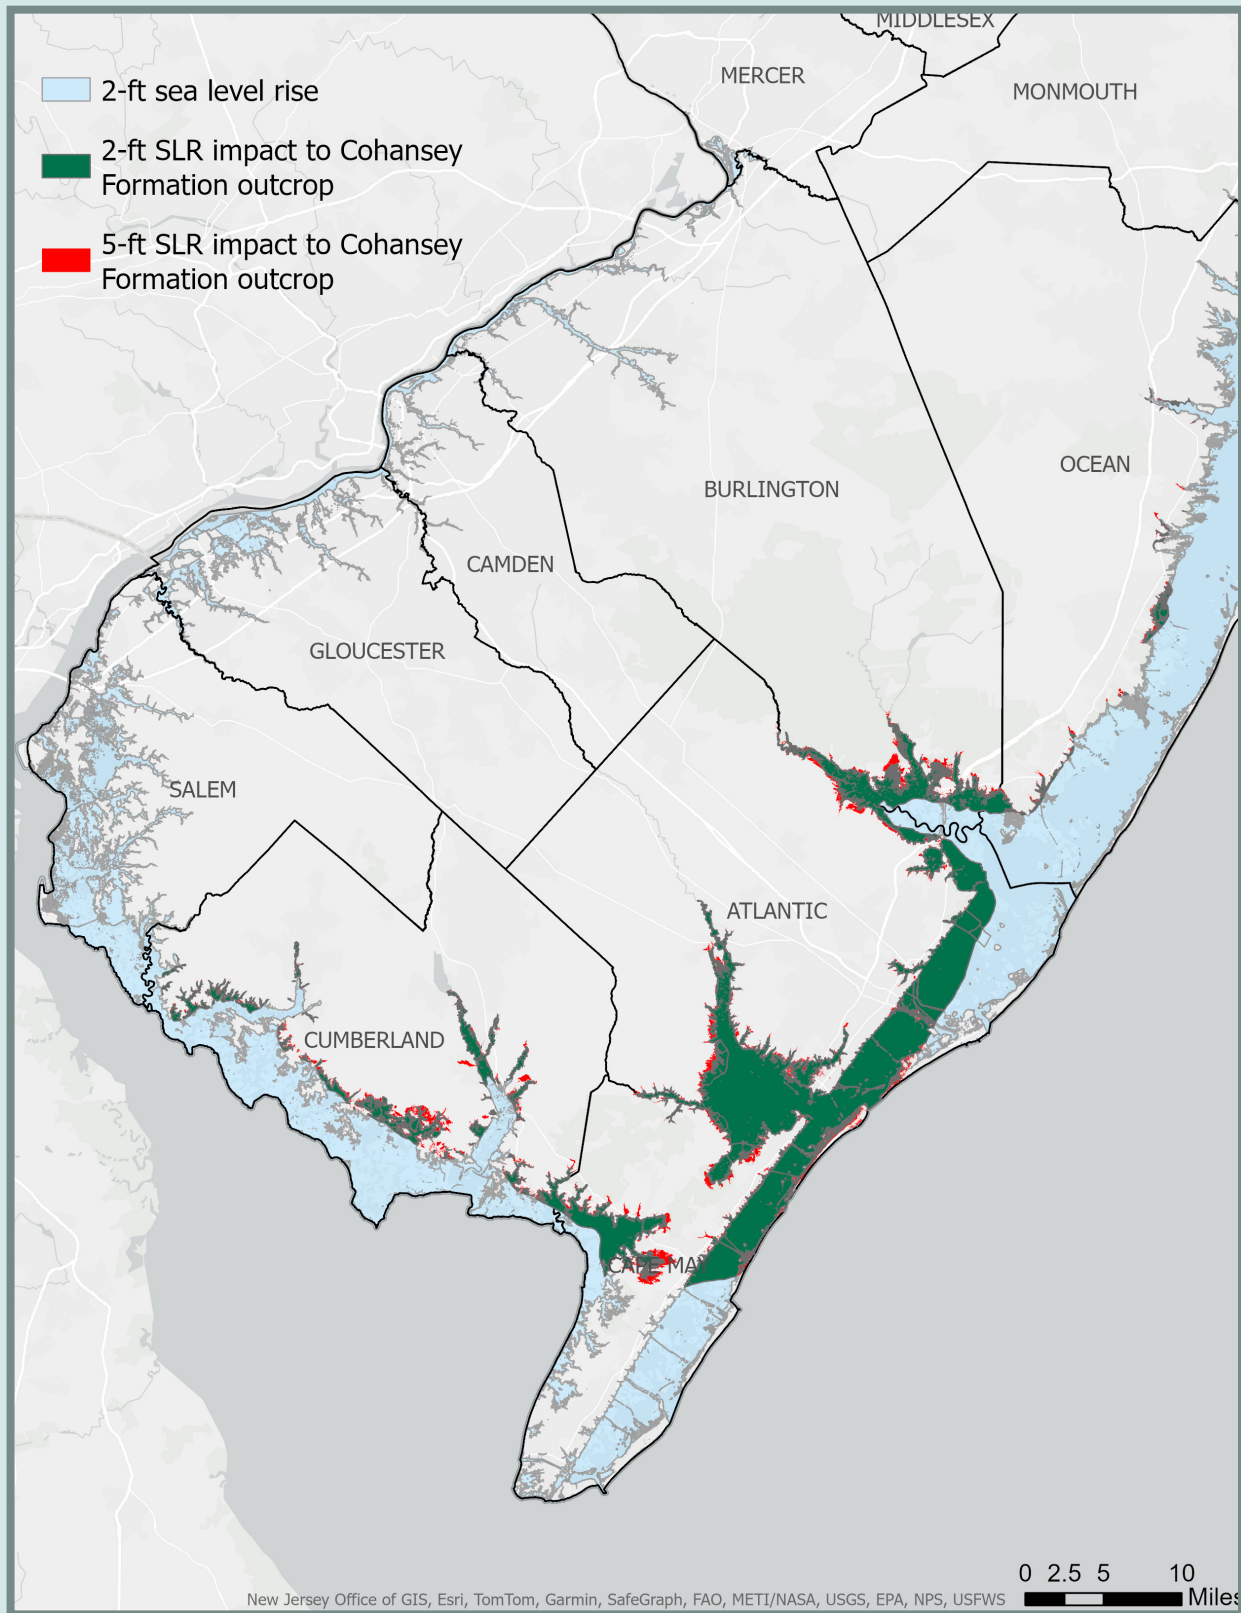 MIDDLESEX
MERCER
MONMOUTH
2-ft sea level rise
2-ft SLR impact to Cohansey
Formation outcrop
5-ft SLR impact to Cohansey
Formation outcrop
OCEAN
BURLINGTON
CAMDEN
GLOUCESTER
SALEM
ATLANTIC
CUMBERLAND
CAPE MAY
0 2.5 5 10
Miles
New Jersey Office of GIS, Esri, TomTom, Garmin, SafeGraph, FAO, METI/NASA, USGS, EPA, NPS, USFWS